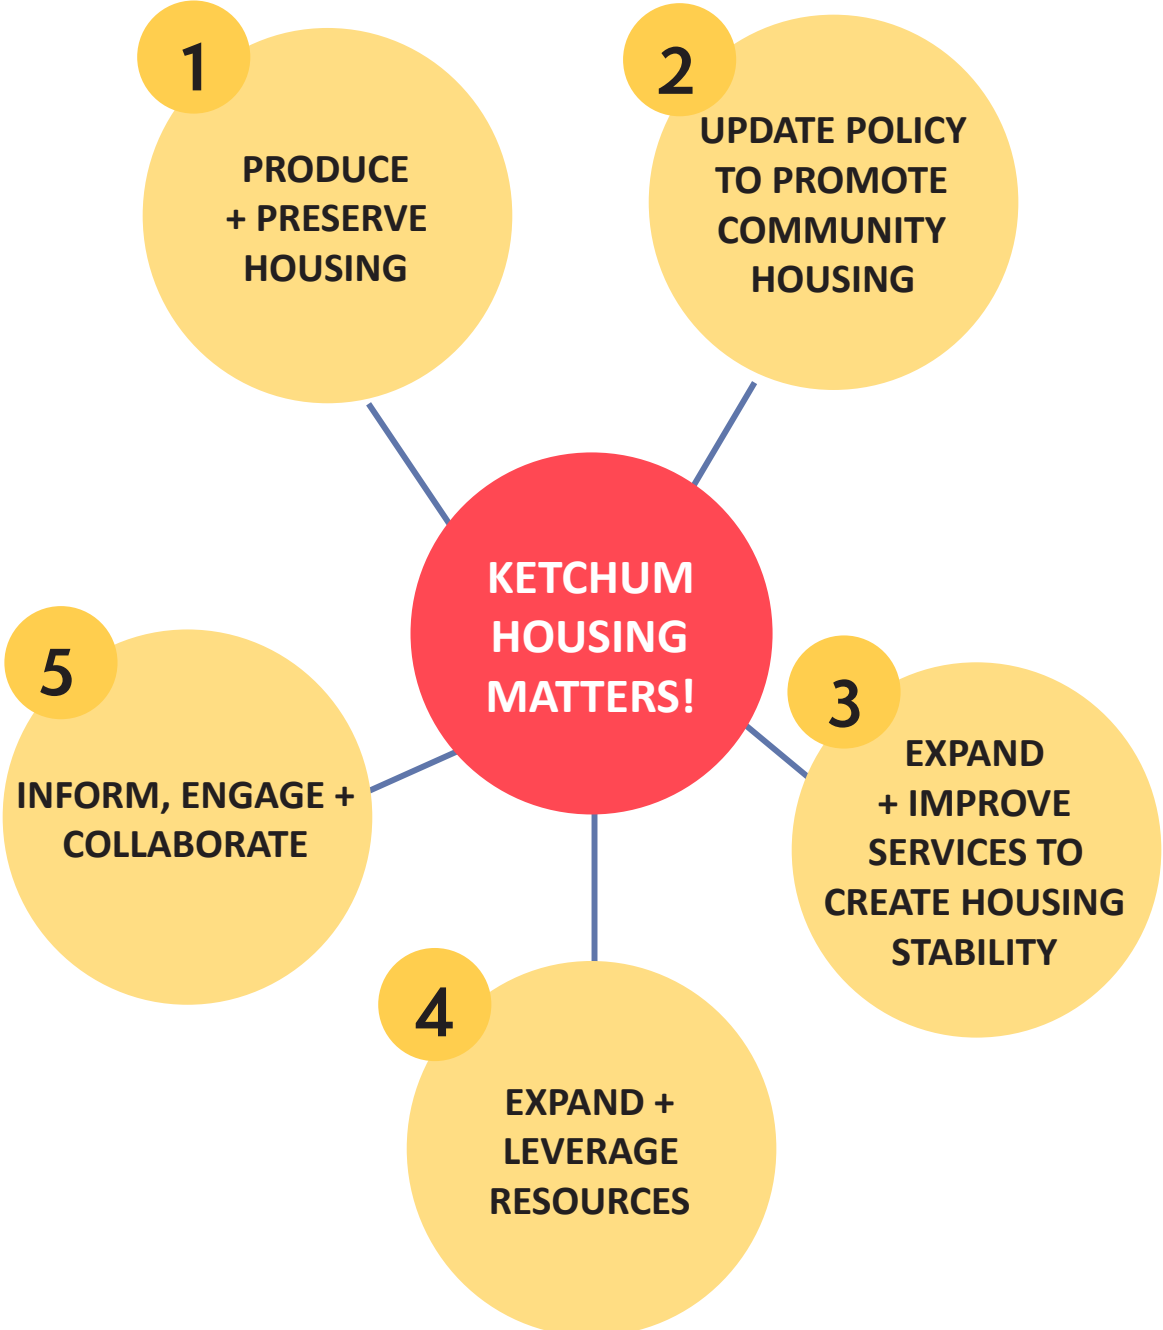 1
PRODUCE
+ PRESERVE
HOUSING
2
UPDATE POLICY
TO PROMOTE
COMMUNITY
HOUSING
KETCHUM
HOUSING
MATTERS!
3
EXPAND
+ IMPROVE
SERVICES TO
CREATE HOUSING
STABILITY
4
EXPAND +
LEVERAGE
RESOURCES
5
INFORM, ENGAGE +
COLLABORATE